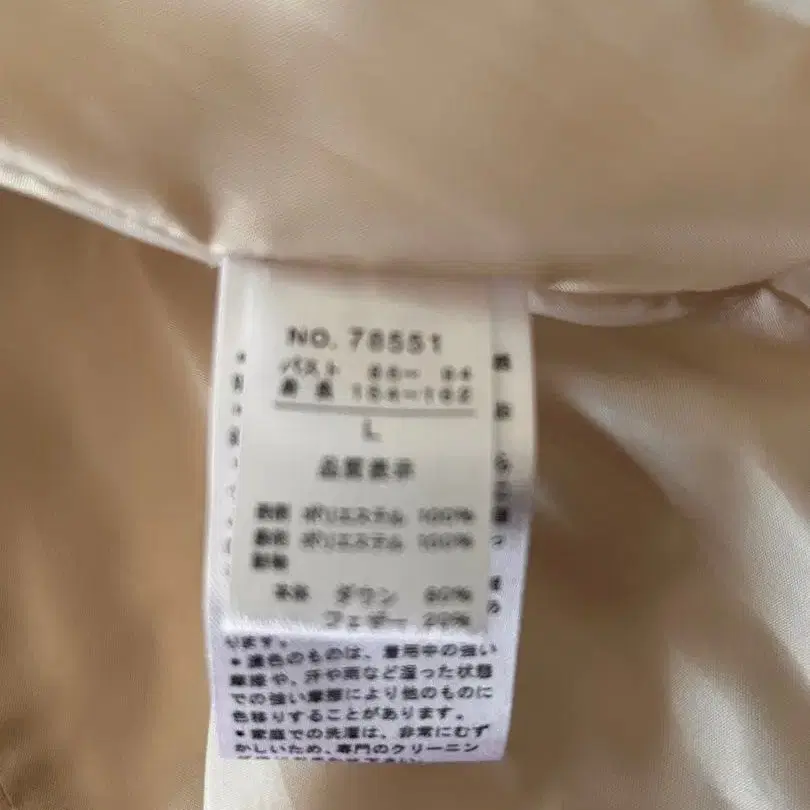 NO. 78551
バスト 86— 94
身長 154—162
L
品質表示
表地 ポリエステル 100%
裏地 ポリエステル 100%
詰物
本体 ダウン 80%
フェザー 20%
ります。
• 濃色のものは、着用中の強い
摩擦や、汗や雨など湿った状態
での強い摩擦により他のものに
色移りすることがあります。
• 家庭での洗濯は、非常にむず
かしいため、専門のクリーニン